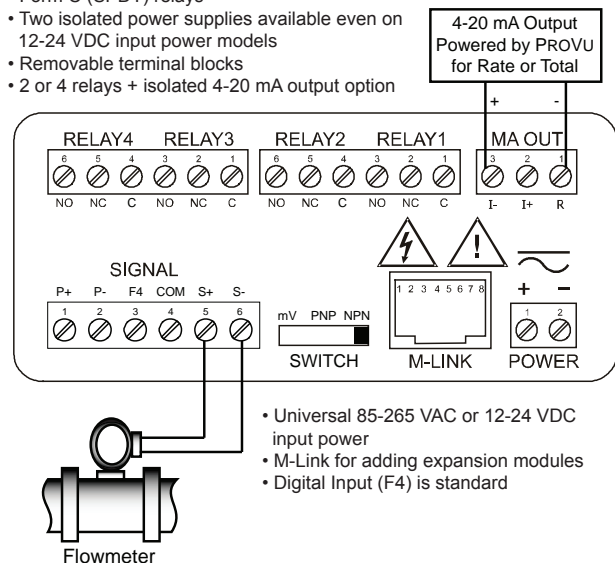 Form C (SPDT) relays
• Two isolated power supplies available even on
12-24 VDC input power models
• Removable terminal blocks
• 2 or 4 relays + isolated 4-20 mA output option
4-20 mA Output
Powered by PROVU
for Rate or Total
+ -
RELAY4 RELAY3 RELAY2 RELAY1 MA OUT
6 5 4 3 2 1 6 5 4 3 2 1 3 2 1
NO NC C NO NC C NO NC C NO NC C I- I+ R
SIGNAL
P+ P- F4 COM S+ S-
1 2 3 4 5 6
mV PNP NPN
SWITCH
!
1 2 3 4 5 6 7 8
M-LINK
+ −
1 2
POWER
• Universal 85-265 VAC or 12-24 VDC
input power
• M-Link for adding expansion modules
• Digital Input (F4) is standard
Flowmeter